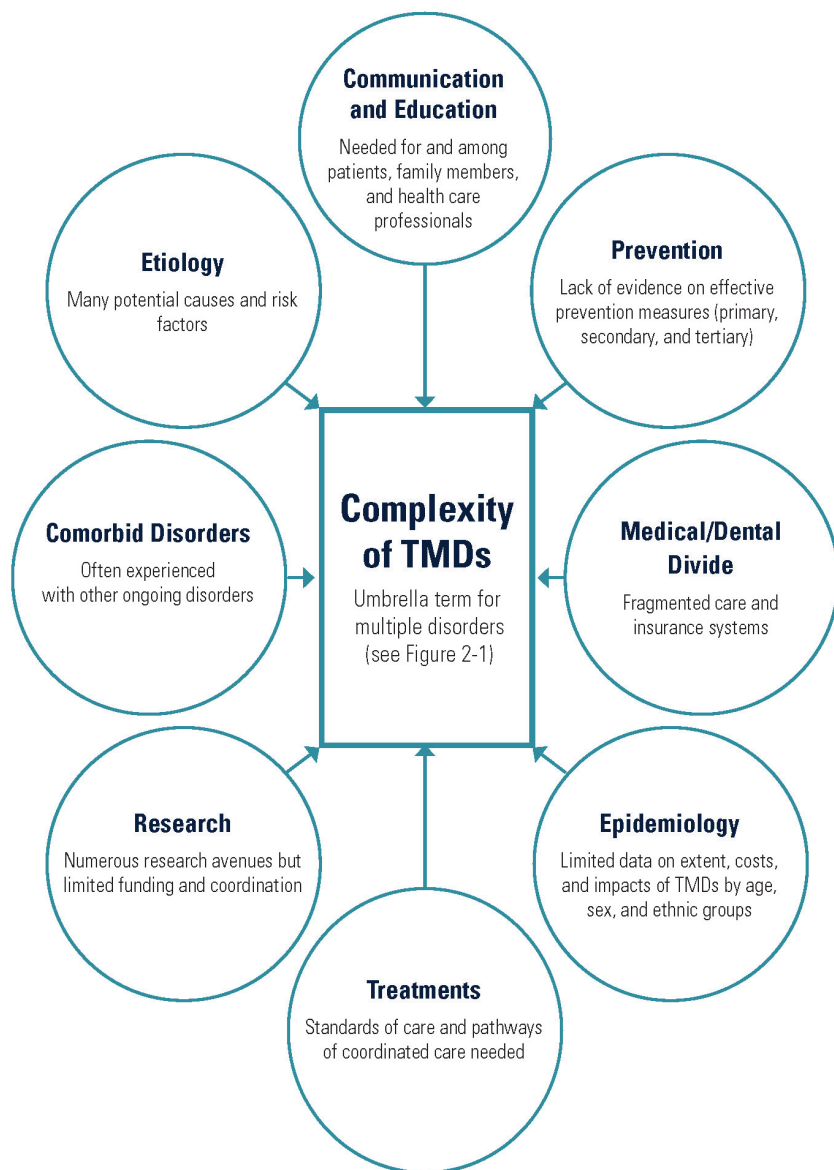 Communication
and Education
Needed for and among
patients, family members,
and health care
professionals
Etiology
Many potential causes and risk
factors
Prevention
Lack of evidence on effective
prevention measures (primary,
secondary, and tertiary)
Comorbid Disorders
Often experienced
with other ongoing disorders
Complexity
of TMDs
Umbrella term for
multiple disorders
(see Figure 2-1)
Medical/Dental
Divide
Fragmented care and
insurance systems
Research
Numerous research avenues but
limited funding and coordination
Epidemiology
Limited data on extent, costs,
and impacts of TMDs by age,
sex, and ethnic groups
Treatments
Standards of care and pathways
of coordinated care needed